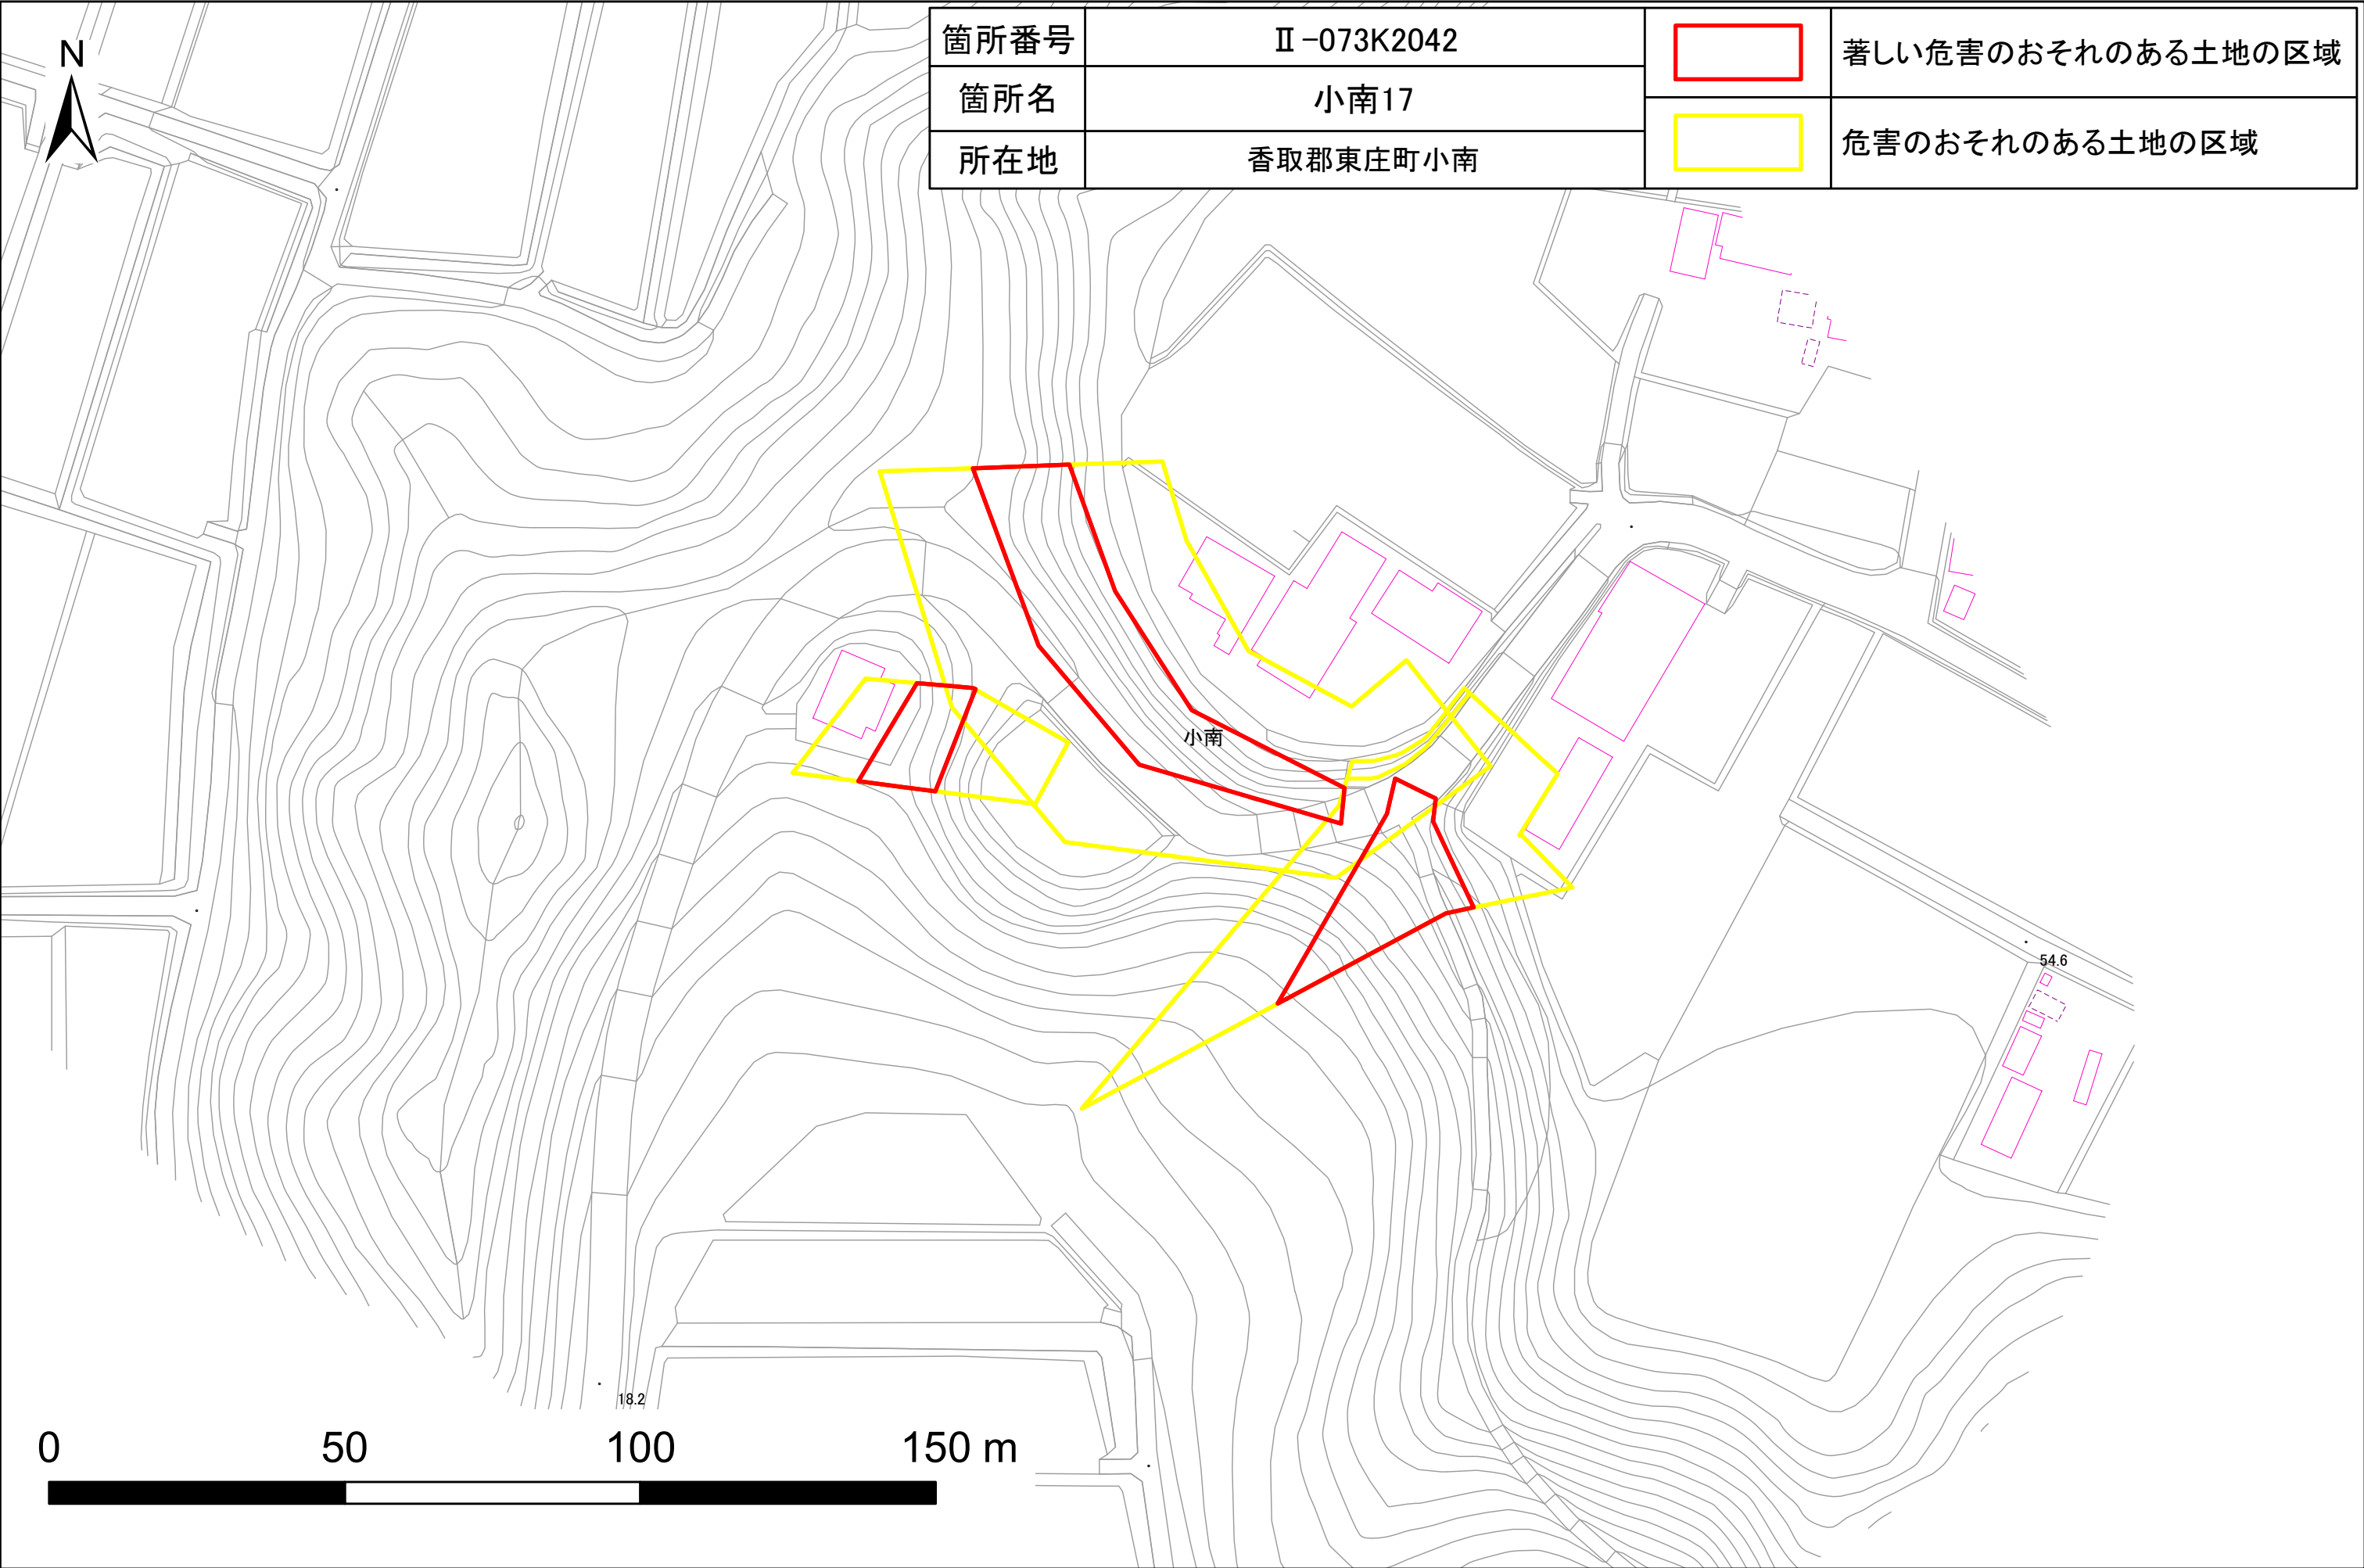 N
箇所番号 Ⅱ-073K2042
箇所名 小南17
所在地 香取郡東庄町小南
著しい危害のおそれのある土地の区域
危害のおそれのある土地の区域
小南
54.6
18.2
0 50 100 150 m